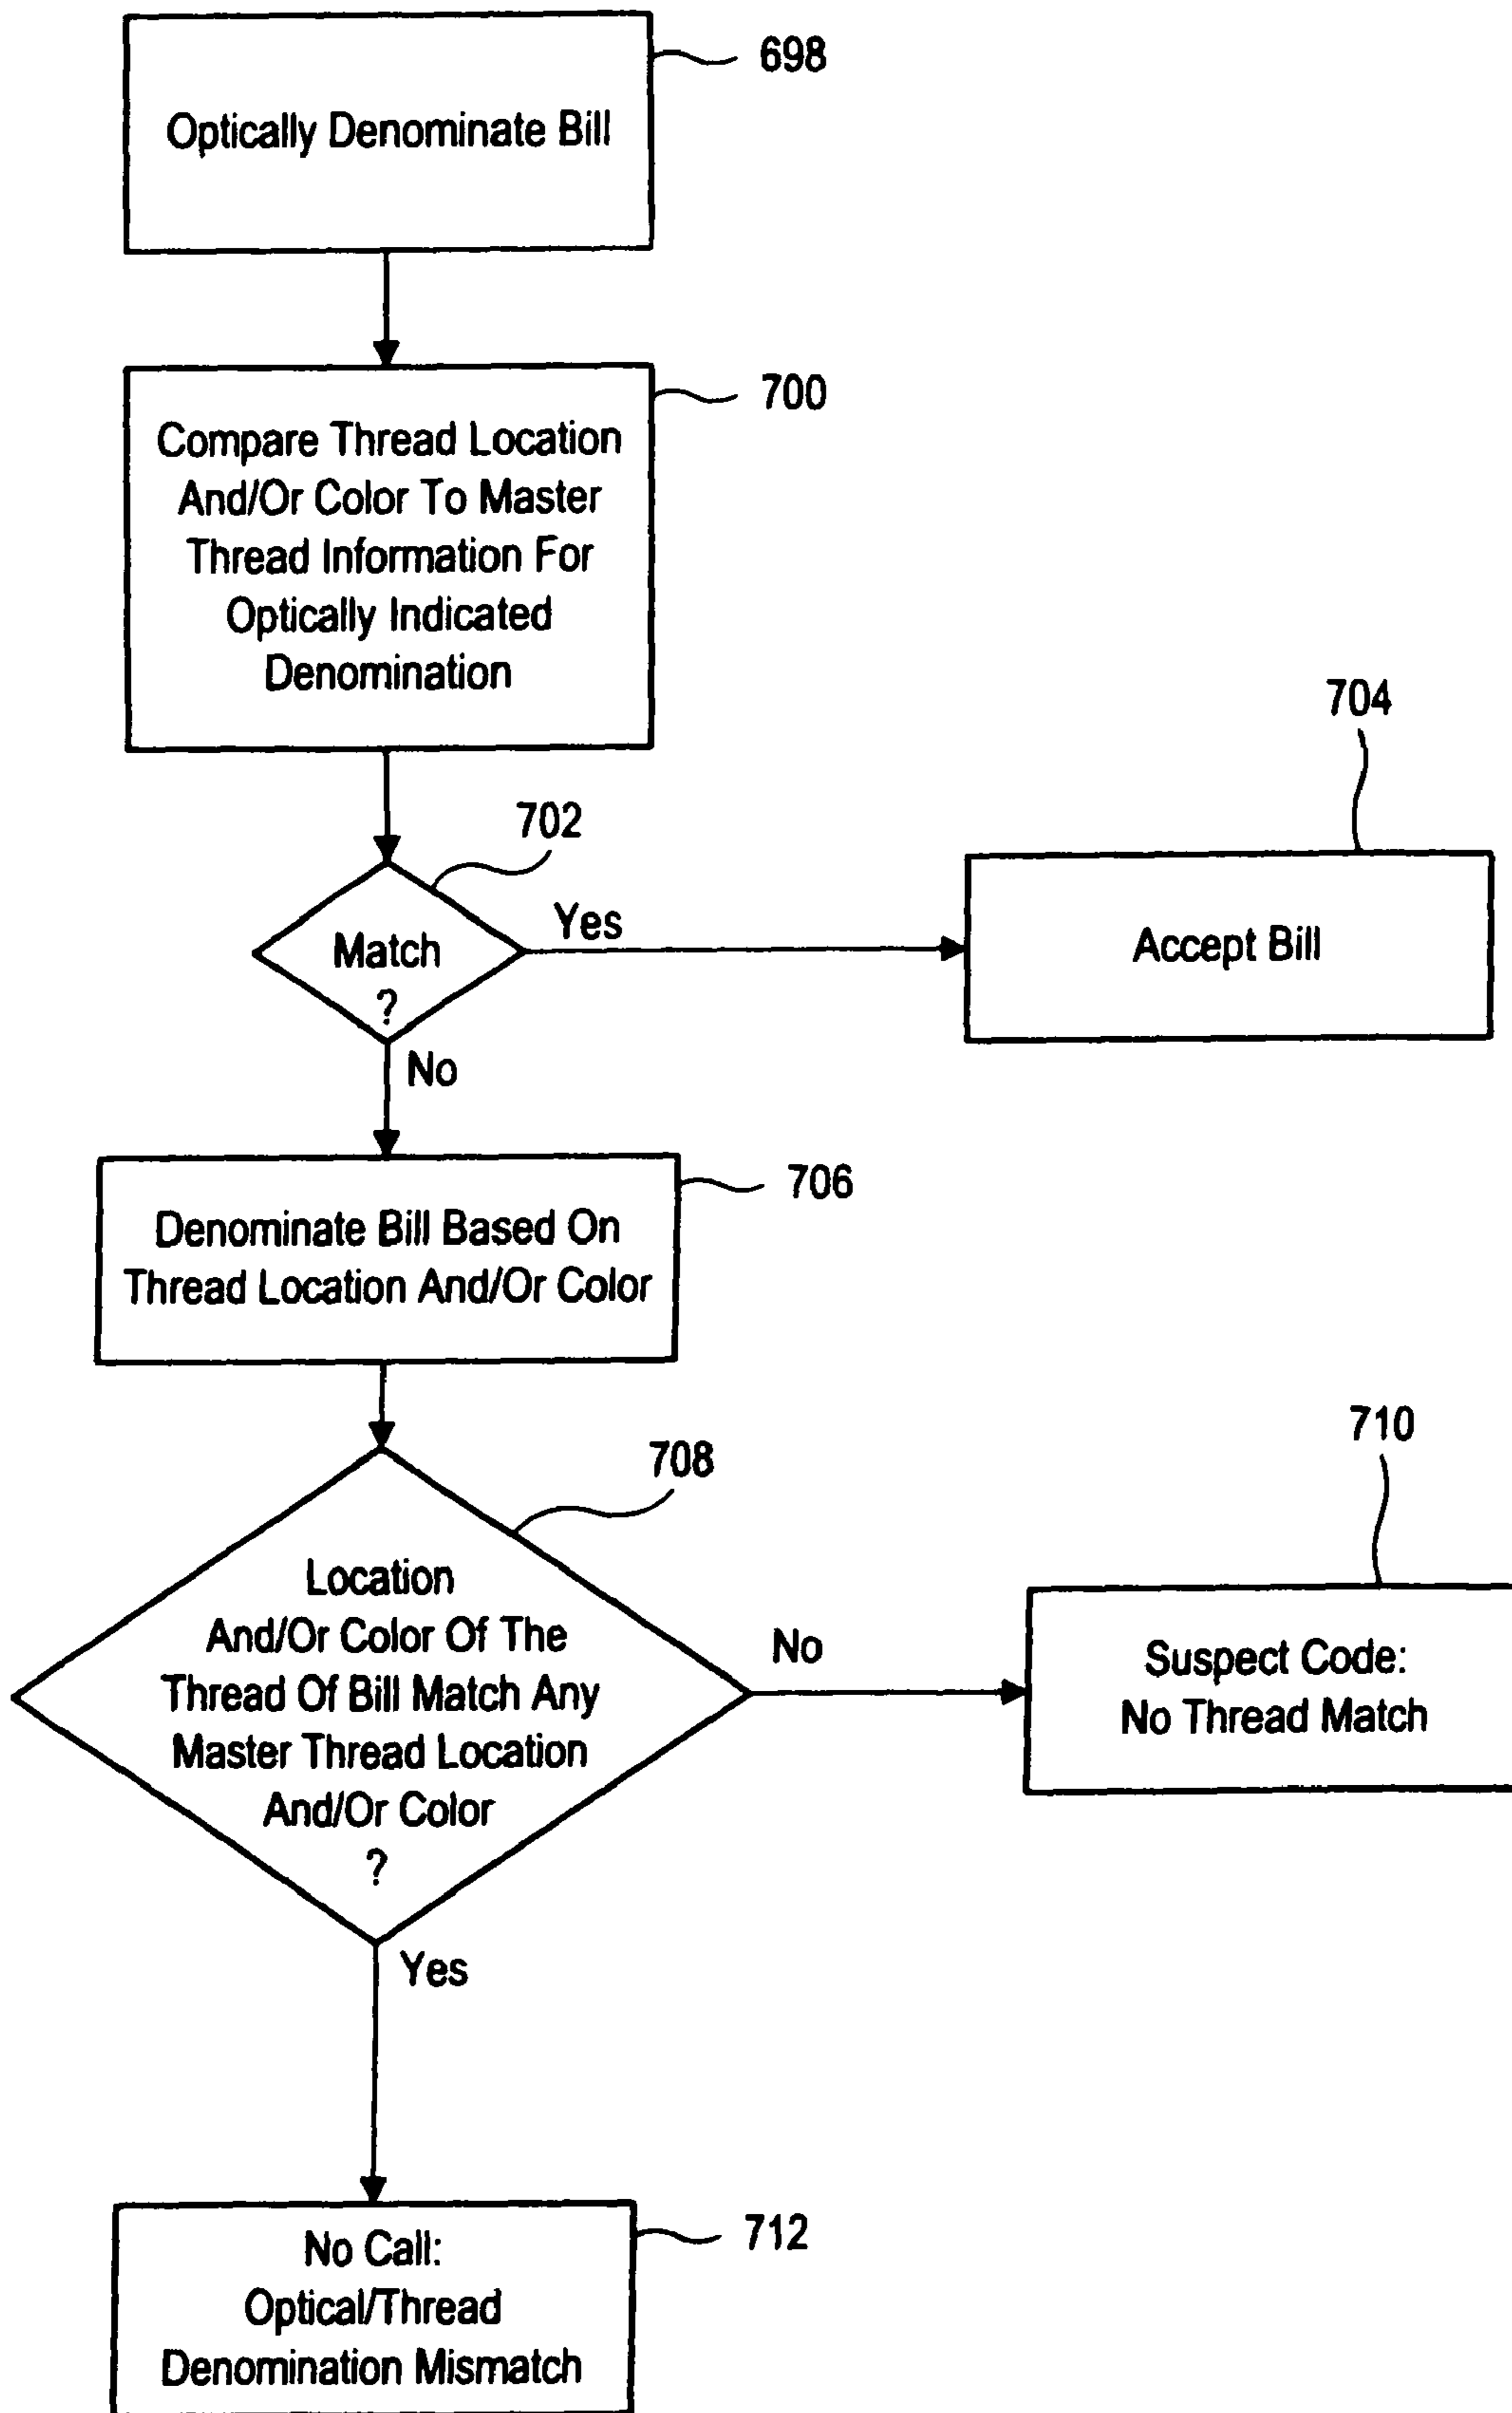 698
Optically Denominate Bill
700
Compare Thread Location
And/Or Color To Master
Thread Information For
Optically Indicated
Denomination
704
702
Match
?
Yes
Accept Bill
No
706
Denominate Bill Based On
Thread Location And/Or Color
710
708
Location
And/Or Color Of The
Thread Of Bill Match Any
Master Thread Location
And/Or Color
?
No
Suspect Code:
No Thread Match
Yes
712
No Call:
Optical/Thread
Denomination Mismatch